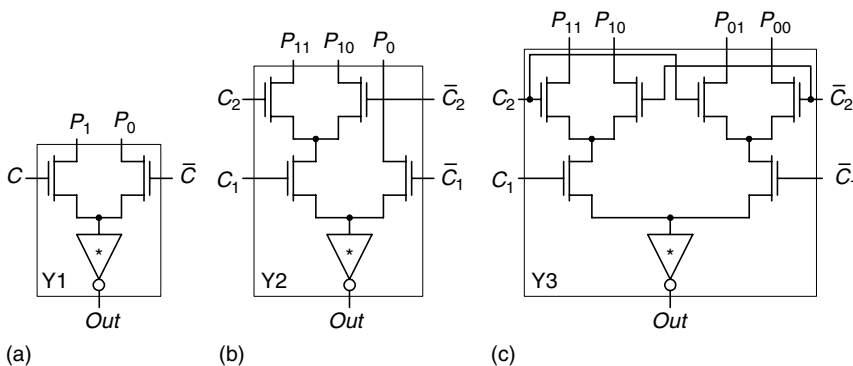 P₁ P₀
C C̅
*
Y1
Out
(a)
P₁₁ P₁₀ P₀
C₂ C̅₂
C₁ C̅₁
*
Y2
Out
(b)
P₁₁ P₁₀ P₀₁ P₀₀
C₂ C̅₂
C₁ C̅₁
*
Y3
Out
(c)